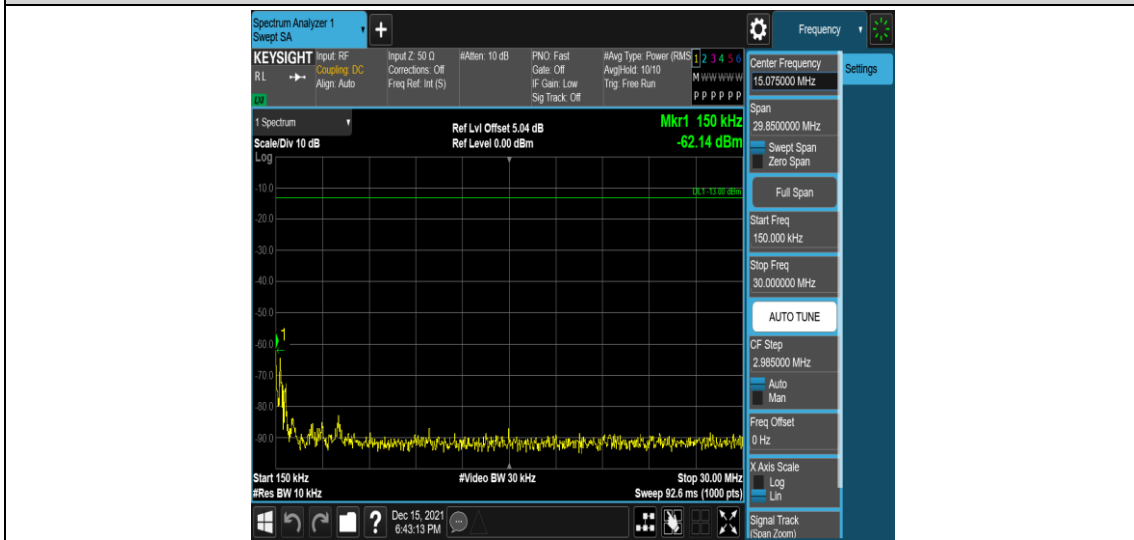 Spectrum Analyzer 1
Swept SA
+
Frequency
KEYSIGHT
R L
LXI
Input: RF
Coupling: DC
Align: Auto
Input Z: 50 Ω
Corrections: Off
Freq Ref: Int (S)
#Atten: 10 dB
PNO: Fast
Gate: Off
IF Gain: Low
Sig Track: Off
#Avg Type: Power (RMS
Avg|Hold: 10/10
Trig: Free Run
1 2 3 4 5 6
M W W W W W
P P P P P P
Center Frequency
15.075000 MHz
Settings
Span
29.8500000 MHz
Swept Span
Zero Span
Full Span
Start Freq
150.000 kHz
Stop Freq
30.000000 MHz
AUTO TUNE
CF Step
2.985000 MHz
Auto
Man
Freq Offset
0 Hz
X Axis Scale
Log
Lin
Signal Track
(Span Zoom)
1 Spectrum
Scale/Div 10 dB
Log
Ref Lvl Offset 5.04 dB
Ref Level 0.00 dBm
Mkr1 150 kHz
-62.14 dBm
DL1 -13.00 dBm
-10.0
-20.0
-30.0
-40.0
-50.0
1
-60.0
-70.0
-80.0
-90.0
Start 150 kHz
#Res BW 10 kHz
#Video BW 30 kHz
Stop 30.00 MHz
Sweep 92.6 ms (1000 pts)
?
Dec 15, 2021
6:43:13 PM